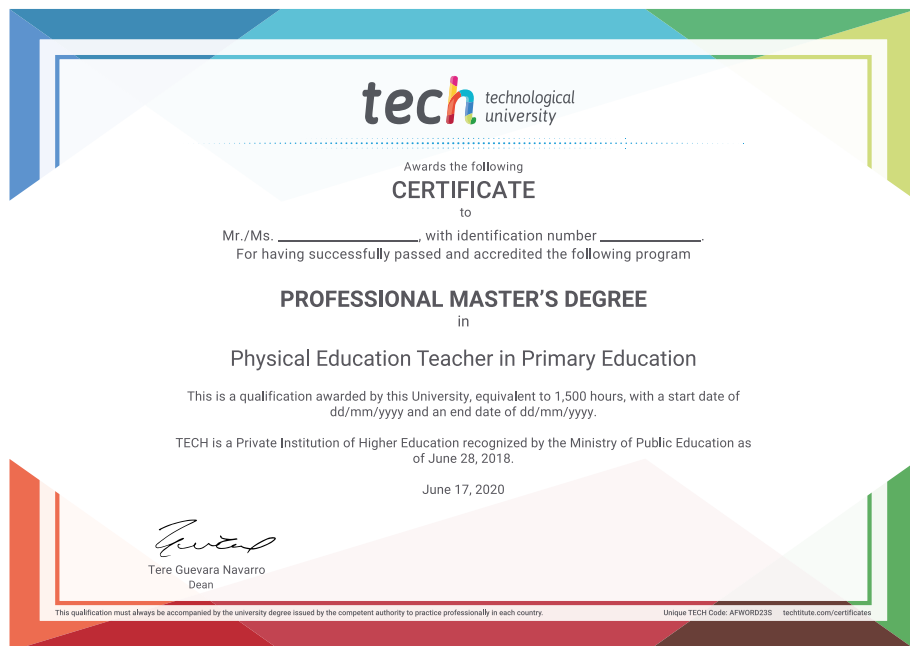 tech technological
university
Awards the following
CERTIFICATE
to
Mr./Ms. ____________________, with identification number ______________.
For having successfully passed and accredited the following program
PROFESSIONAL MASTER'S DEGREE
in
Physical Education Teacher in Primary Education
This is a qualification awarded by this University, equivalent to 1,500 hours, with a start date of
dd/mm/yyyy and an end date of dd/mm/yyyy.
TECH is a Private Institution of Higher Education recognized by the Ministry of Public Education as
of June 28, 2018.
June 17, 2020
Tere Guevara Navarro
Dean
This qualification must always be accompanied by the university degree issued by the competent authority to practice professionally in each country. Unique TECH Code: AFWORD23S techtitute.com/certificates